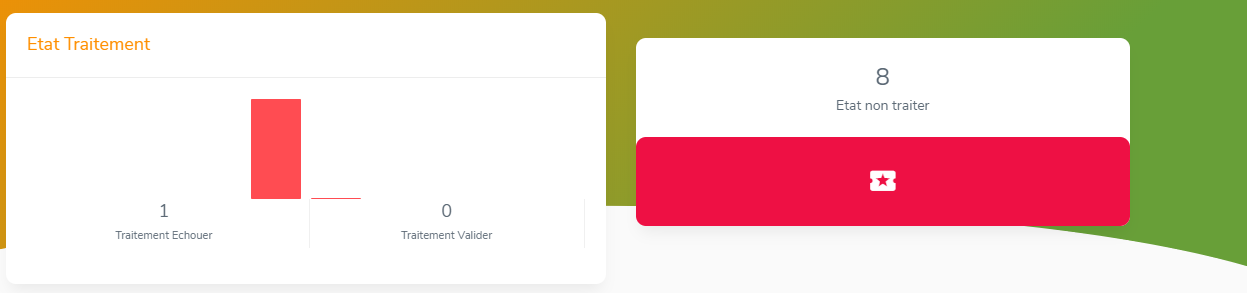 Etat Traitement
1
Traitement Echouer
0
Traitement Valider
8
Etat non traiter